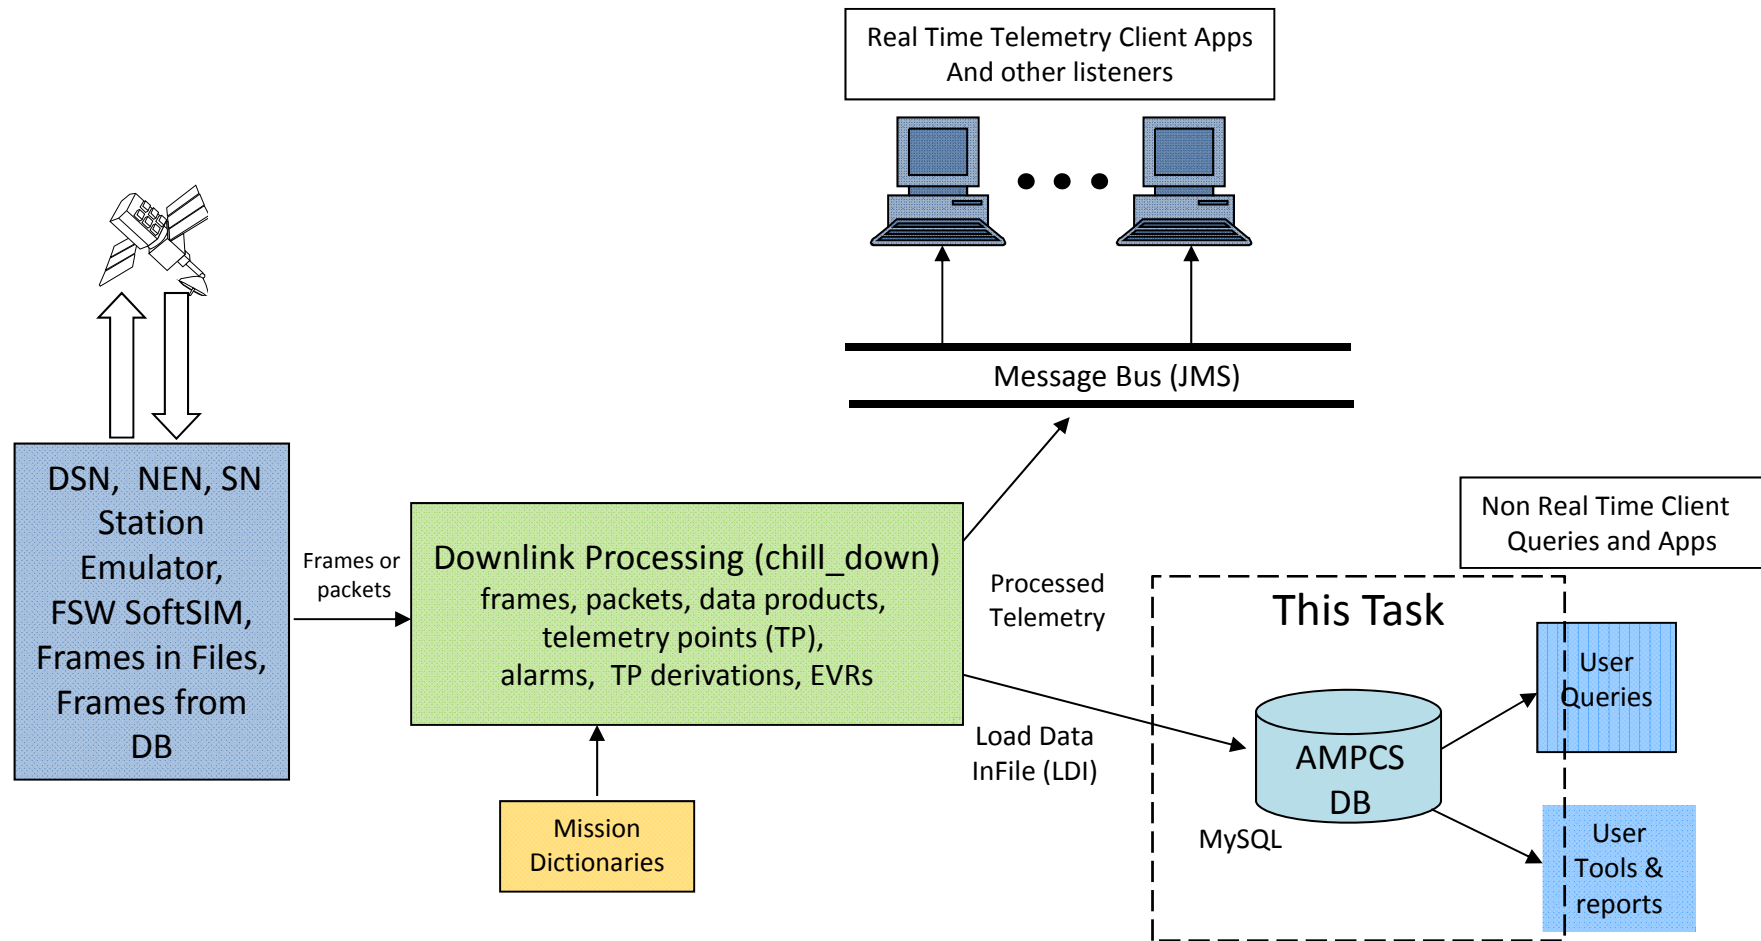 Real Time Telemetry Client Apps
And other listeners
Message Bus (JMS)
DSN, NEN, SN
Station
Emulator,
FSW SoftSIM,
Frames in Files,
Frames from
DB
Frames or
packets
Downlink Processing (chill_down)
frames, packets, data products,
telemetry points (TP),
alarms, TP derivations, EVRs
Mission
Dictionaries
Processed
Telemetry
Load Data
InFile (LDI)
Non Real Time Client
Queries and Apps
This Task
AMPCS
DB
MySQL
User
Queries
User
Tools &
reports